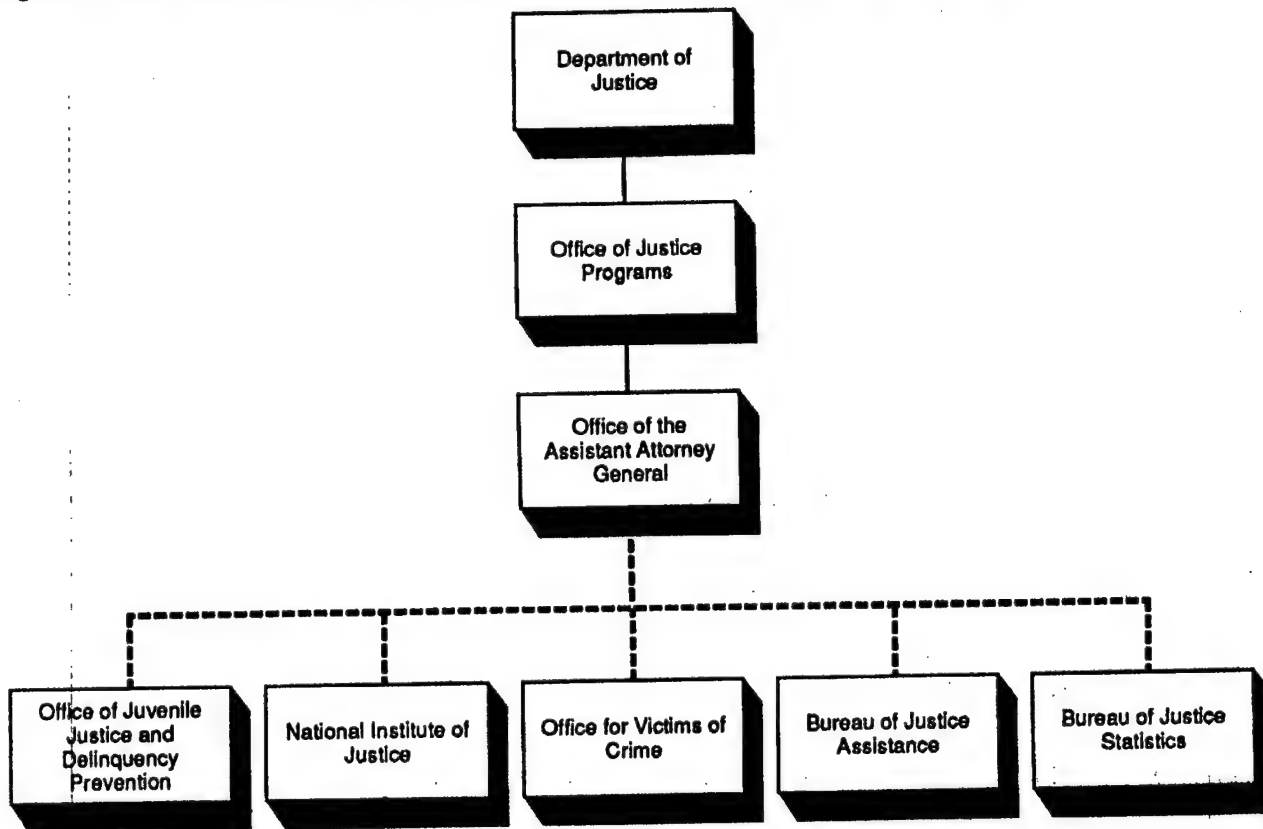 Department of
Justice
Office of Justice
Programs
Office of the
Assistant Attorney
General
Office of Juvenile
Justice and
Delinquency
Prevention
National Institute of
Justice
Office for Victims of
Crime
Bureau of Justice
Assistance
Bureau of Justice
Statistics